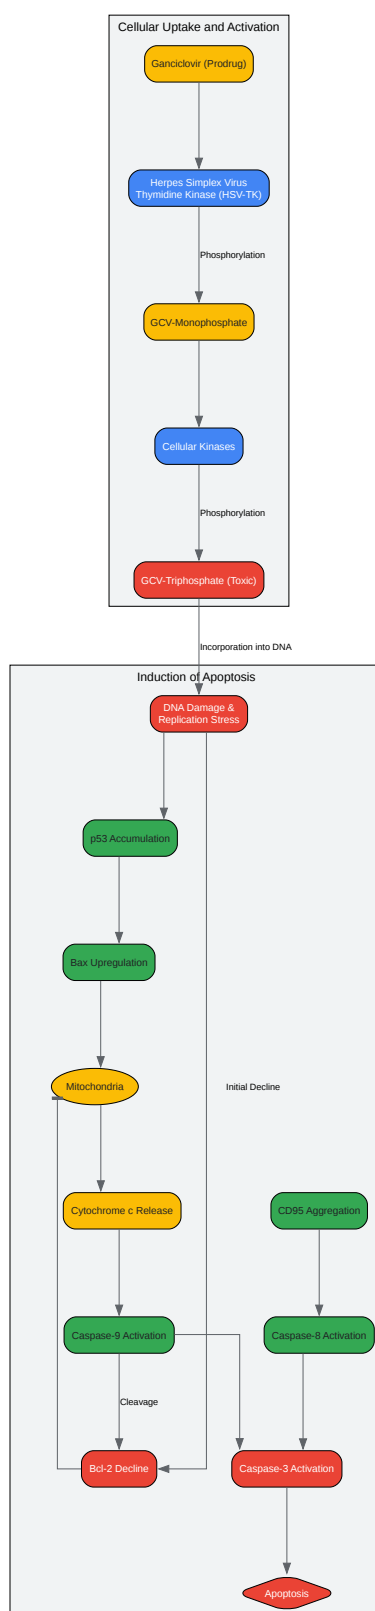 Cellular Uptake and Activation
Ganciclovir (Prodrug)
Herpes Simplex Virus
Thymidine Kinase (HSV-TK)
Phosphorylation
GCV-Monophosphate
Cellular Kinases
Phosphorylation
GCV-Triphosphate (Toxic)
Incorporation into DNA
Induction of Apoptosis
DNA Damage &
Replication Stress
p53 Accumulation
Bax Upregulation
Mitochondria
Initial Decline
Cytochrome c Release
CD95 Aggregation
Caspase-9 Activation
Caspase-8 Activation
Cleavage
Bcl-2 Decline
Caspase-3 Activation
Apoptosis